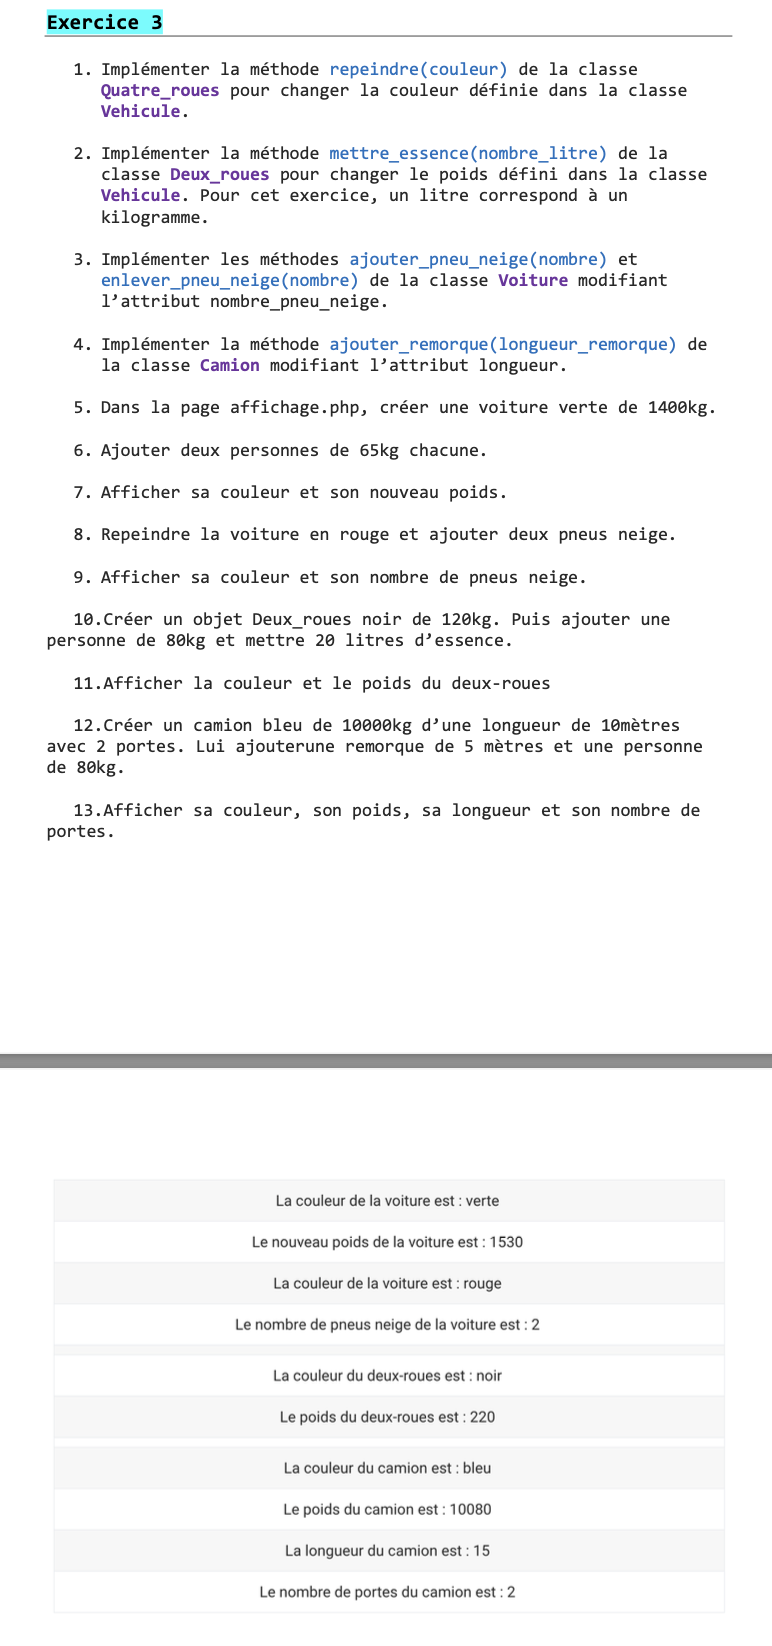 Exercice 3
1. Implémenter la méthode repeindre(couleur) de la classe
Quatre_roues pour changer la couleur définie dans la classe
Vehicule.
2. Implémenter la méthode mettre_essence(nombre_litre) de la
classe Deux_roues pour changer le poids défini dans la classe
Vehicule. Pour cet exercice, un litre correspond à un
kilogramme.
3. Implémenter les méthodes ajouter_pneu_neige(nombre) et
enlever_pneu_neige(nombre) de la classe Voiture modifiant
l’attribut nombre_pneu_neige.
4. Implémenter la méthode ajouter_remorque(longueur_remorque) de
la classe Camion modifiant l’attribut longueur.
5. Dans la page affichage.php, créer une voiture verte de 1400kg.
6. Ajouter deux personnes de 65kg chacune.
7. Afficher sa couleur et son nouveau poids.
8. Repeindre la voiture en rouge et ajouter deux pneus neige.
9. Afficher sa couleur et son nombre de pneus neige.
10.Créer un objet Deux_roues noir de 120kg. Puis ajouter une
personne de 80kg et mettre 20 litres d’essence.
11.Afficher la couleur et le poids du deux-roues
12.Créer un camion bleu de 10000kg d’une longueur de 10mètres
avec 2 portes. Lui ajouterune remorque de 5 mètres et une personne
de 80kg.
13.Afficher sa couleur, son poids, sa longueur et son nombre de
portes.
La couleur de la voiture est : verte
Le nouveau poids de la voiture est : 1530
La couleur de la voiture est : rouge
Le nombre de pneus neige de la voiture est : 2
La couleur du deux-roues est : noir
Le poids du deux-roues est : 220
La couleur du camion est : bleu
Le poids du camion est : 10080
La longueur du camion est : 15
Le nombre de portes du camion est : 2